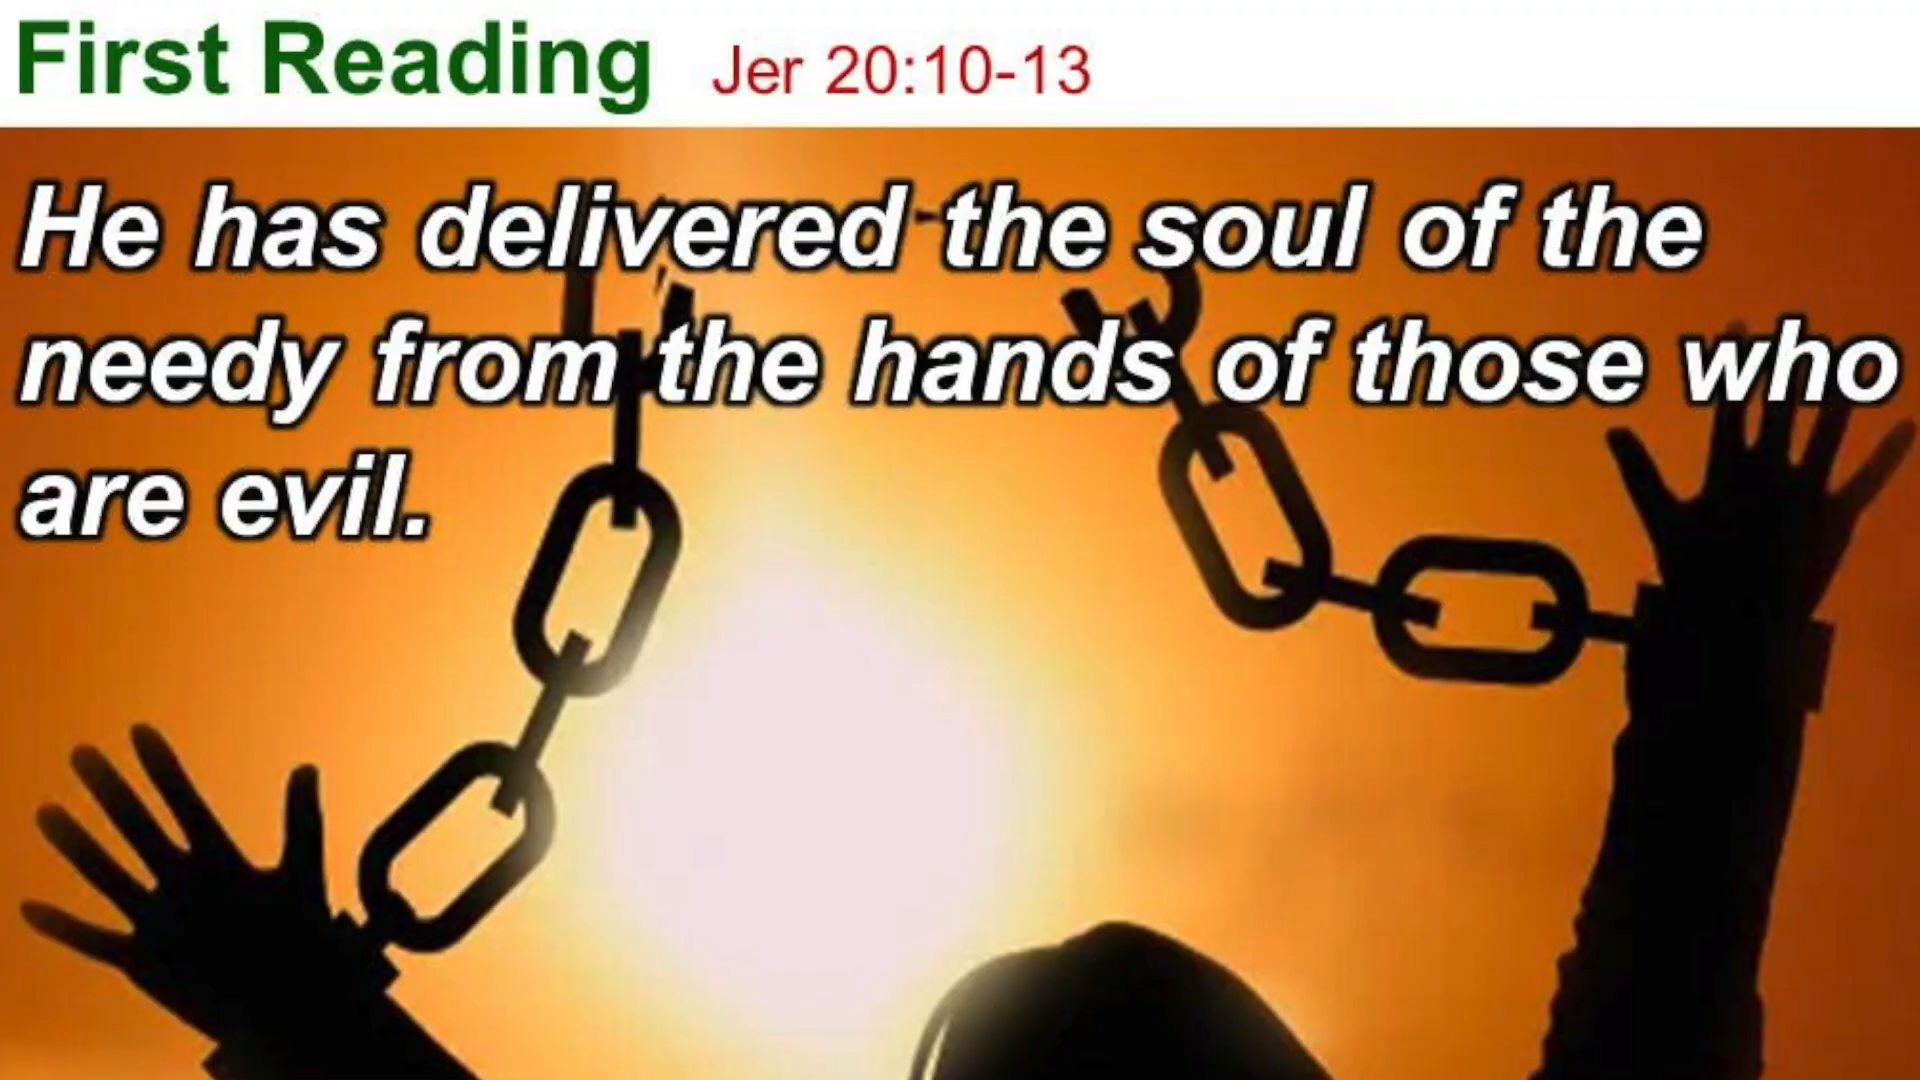 First Reading Jer 20:10-13
He has delivered the soul of the
needy from the hands of those who
are evil.